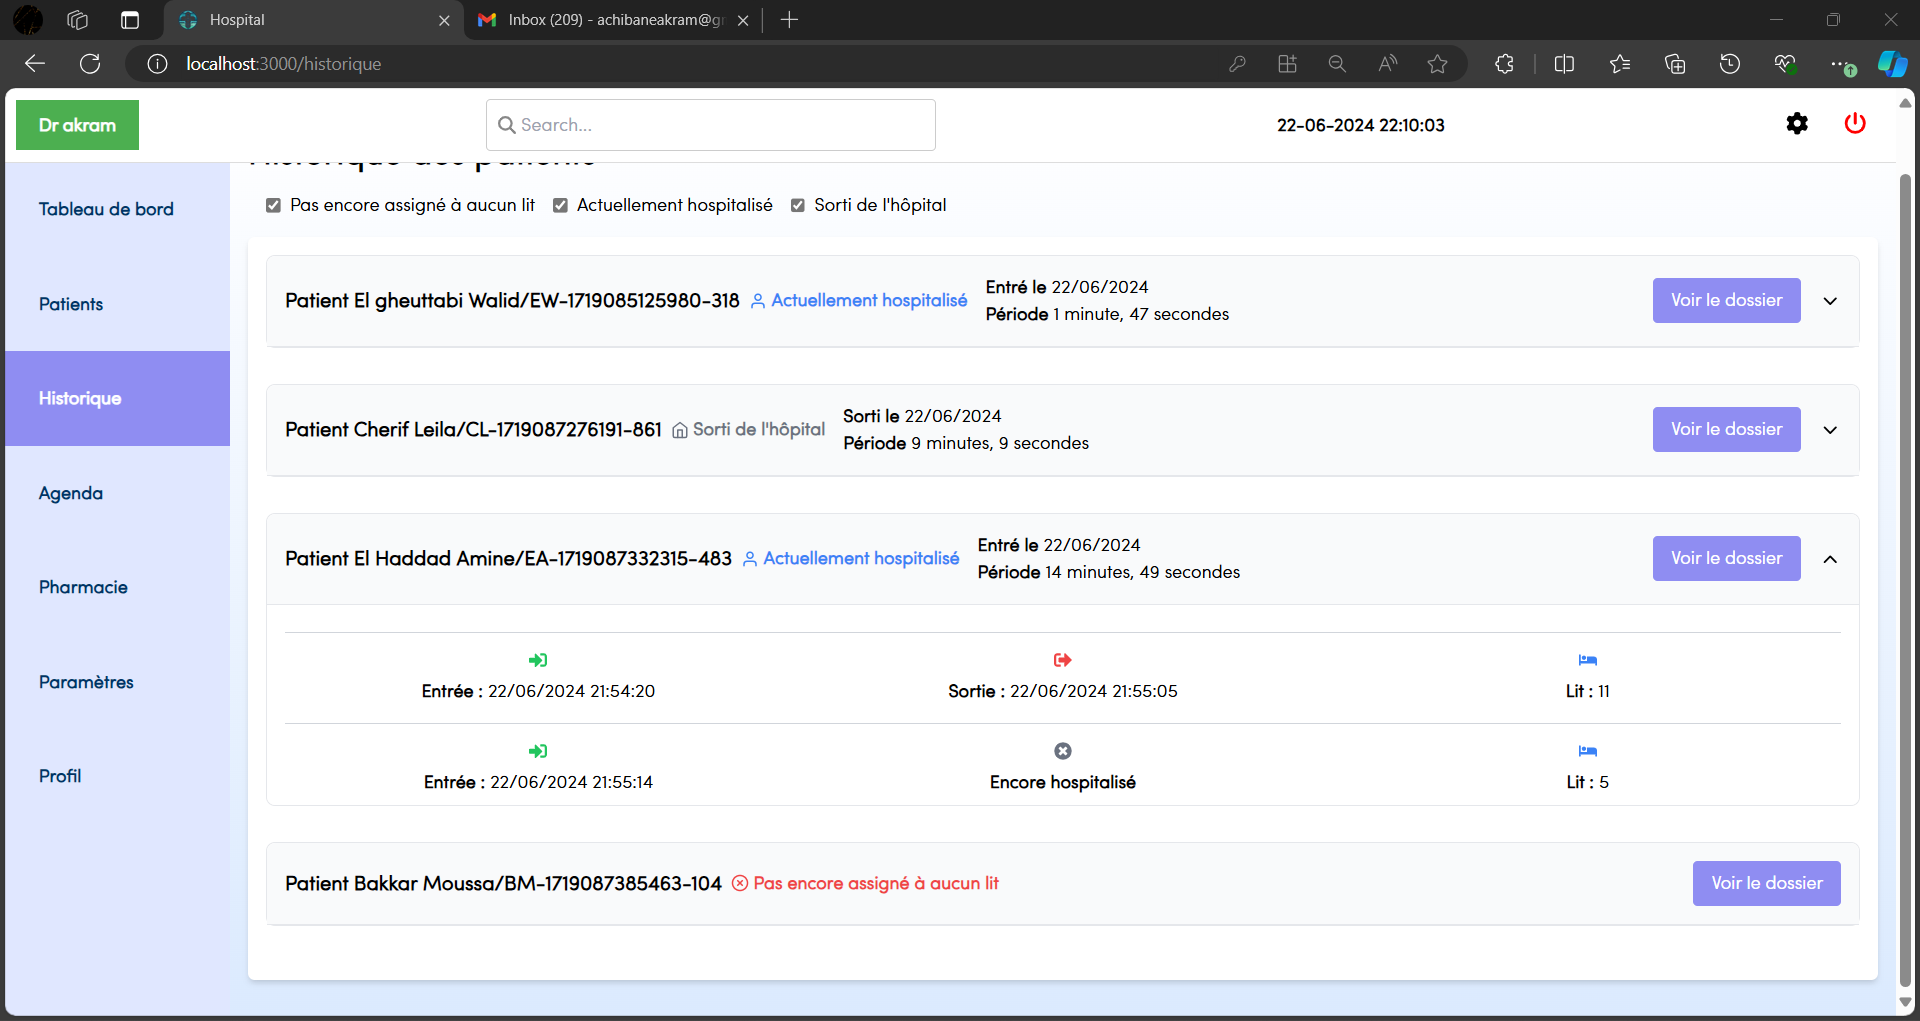 Hospital
Inbox (209) - achibaneakram@gr
localhost:3000/historique
Dr akram
Search...
22-06-2024 22:10:03
Historique des patients
Tableau de bord
Patients
Historique
Agenda
Pharmacie
Paramètres
Profil
Pas encore assigné à aucun lit
Actuellement hospitalisé
Sorti de l'hôpital
Patient El gheuttabi Walid/EW-1719085125980-318
Actuellement hospitalisé
Entré le 22/06/2024
Période 1 minute, 47 secondes
Voir le dossier
Patient Cherif Leila/CL-1719087276191-861
Sorti de l'hôpital
Sorti le 22/06/2024
Période 9 minutes, 9 secondes
Voir le dossier
Patient El Haddad Amine/EA-1719087332315-483
Actuellement hospitalisé
Entré le 22/06/2024
Période 14 minutes, 49 secondes
Voir le dossier
Entrée : 22/06/2024 21:54:20
Sortie : 22/06/2024 21:55:05
Lit : 11
Entrée : 22/06/2024 21:55:14
Encore hospitalisé
Lit : 5
Patient Bakkar Moussa/BM-1719087385463-104
Pas encore assigné à aucun lit
Voir le dossier